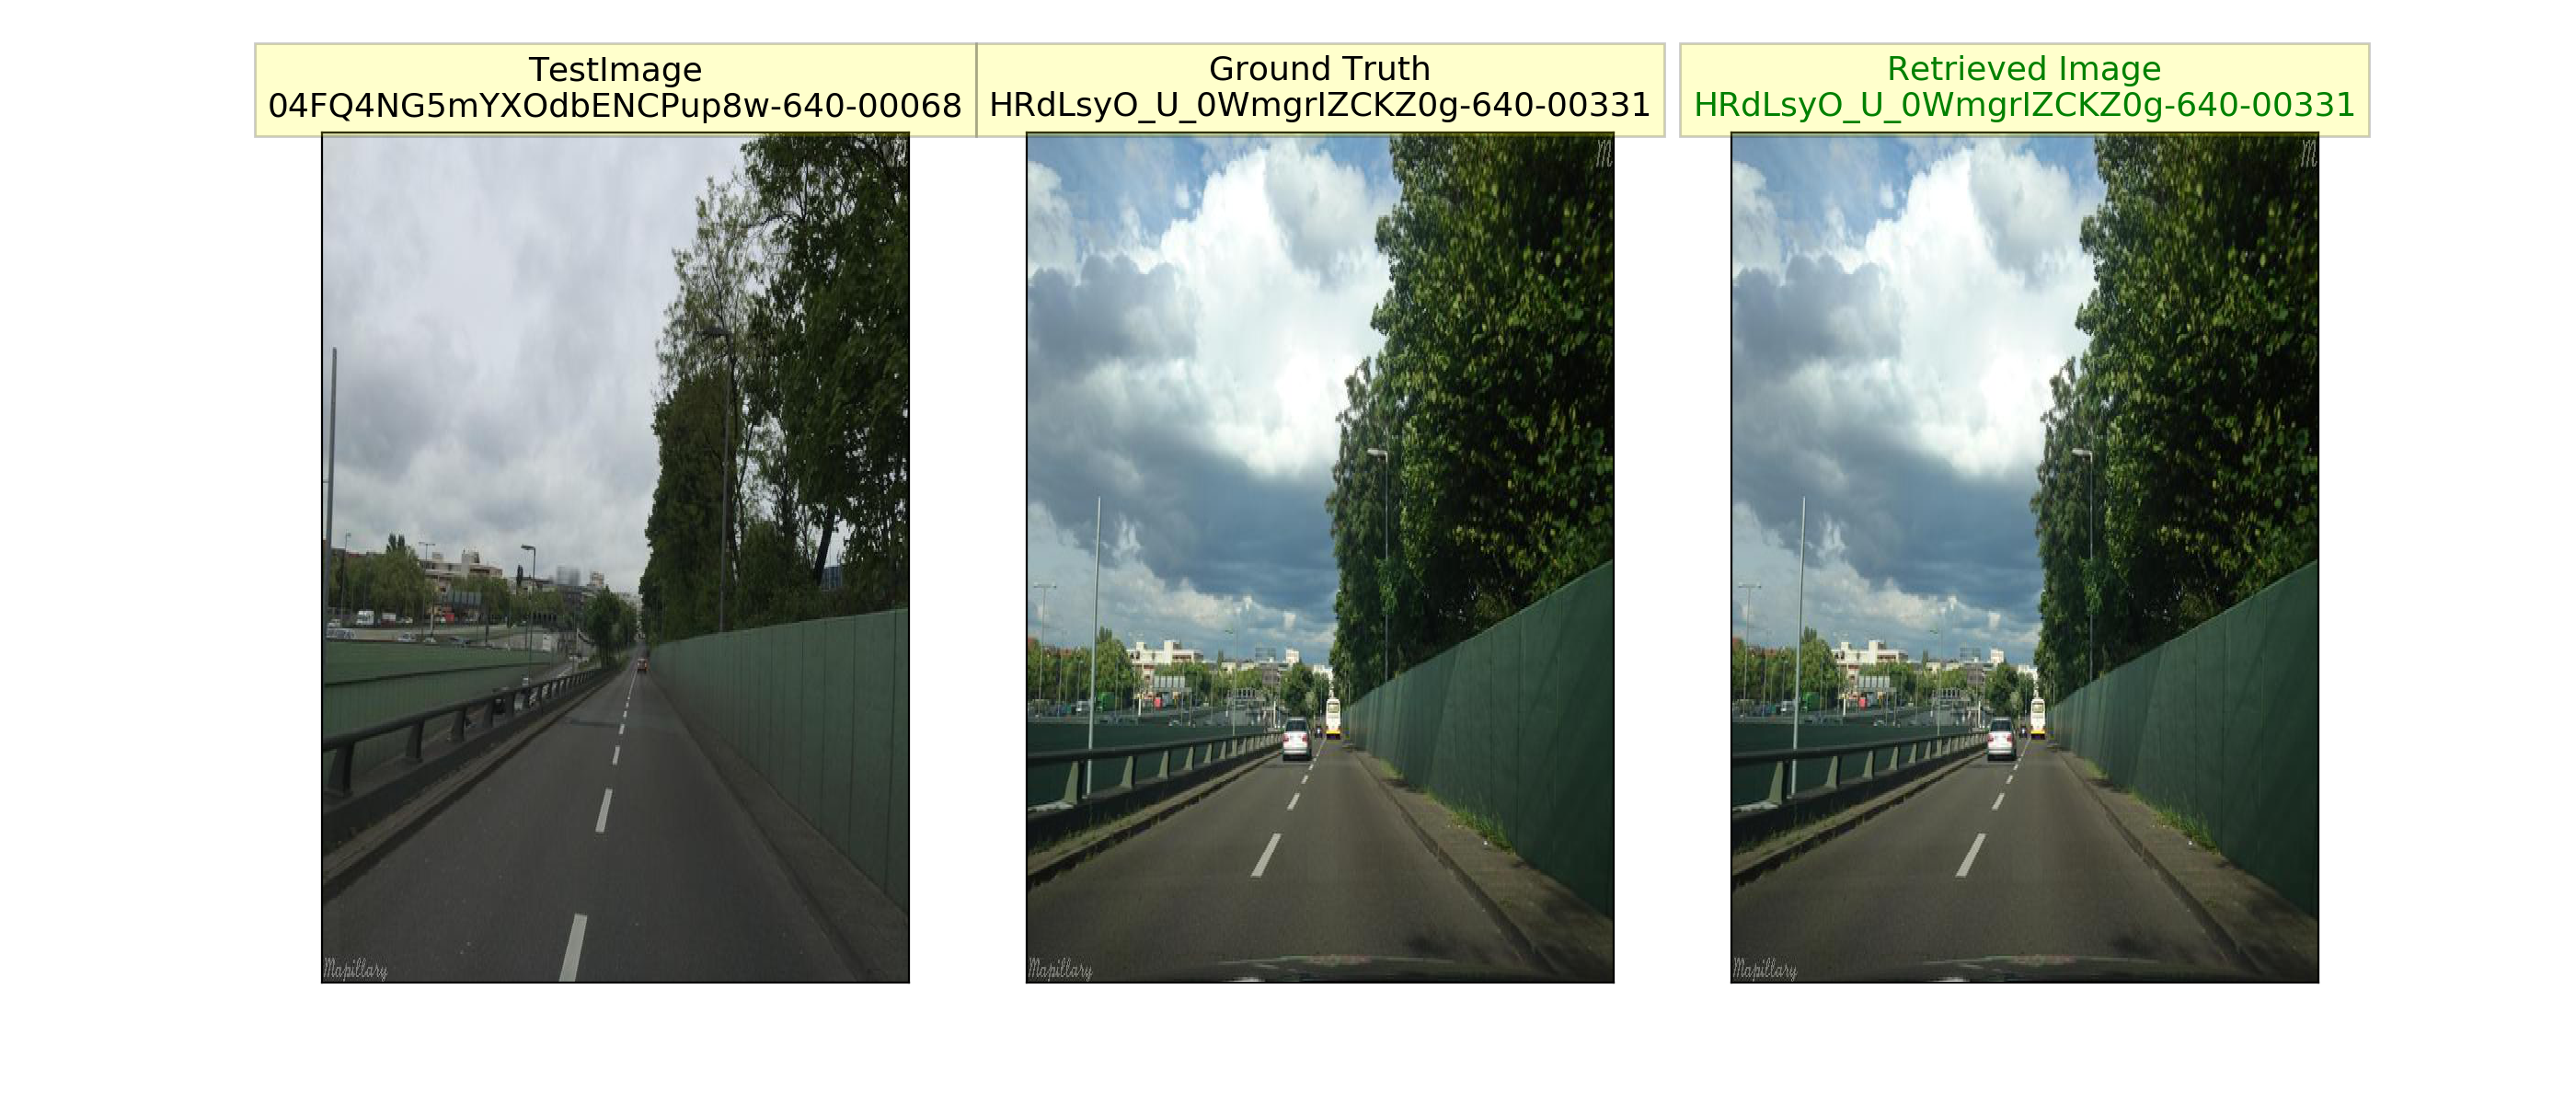 TestImage
04FQ4NG5mYXOdbENCPup8w-640-00068
Ground Truth
HRdLsyO_U_0WmgrIZCKZ0g-640-00331
Retrieved Image
HRdLsyO_U_0WmgrIZCKZ0g-640-00331
M
M
Mapillary
Mapillary
Mapillary